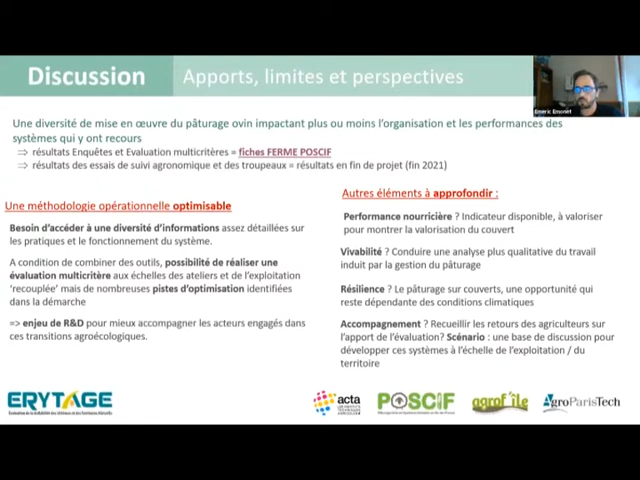 Discussion
Apports, limites et perspectives
Emeric Emonet
Une diversité de mise en œuvre du pâturage ovin impactant plus ou moins l'organisation et les performances des
systèmes qui y ont recours
⇒ résultats Enquêtes et Evaluation multicritères = fiches FERME POSCIF
⇒ résultats des essais de suivi agronomique et des troupeaux = résultats en fin de projet (fin 2021)
Une méthodologie opérationnelle optimisable
Besoin d'accéder à une diversité d'informations assez détaillées sur
les pratiques et le fonctionnement du système.
A condition de combiner des outils, possibilité de réaliser une
évaluation multicritère aux échelles des ateliers et de l'exploitation
'recouplée' mais de nombreuses pistes d'optimisation identifiées
dans la démarche
=> enjeu de R&D pour mieux accompagner les acteurs engagés dans
ces transitions agroécologiques.
Autres éléments à approfondir :
Performance nourricière ? Indicateur disponible, à valoriser
pour montrer la valorisation du couvert
Vivabilité ? Conduire une analyse plus qualitative du travail
induit par la gestion du pâturage
Résilience ? Le pâturage sur couverts, une opportunité qui
reste dépendante des conditions climatiques
Accompagnement ? Recueillir les retours des agriculteurs sur
l'apport de l'évaluation? Scénario : une base de discussion pour
développer ces systèmes à l'échelle de l'exploitation / du
territoire
ERYTAGE
acta
POSCIF
agrof'île
AgroParisTech